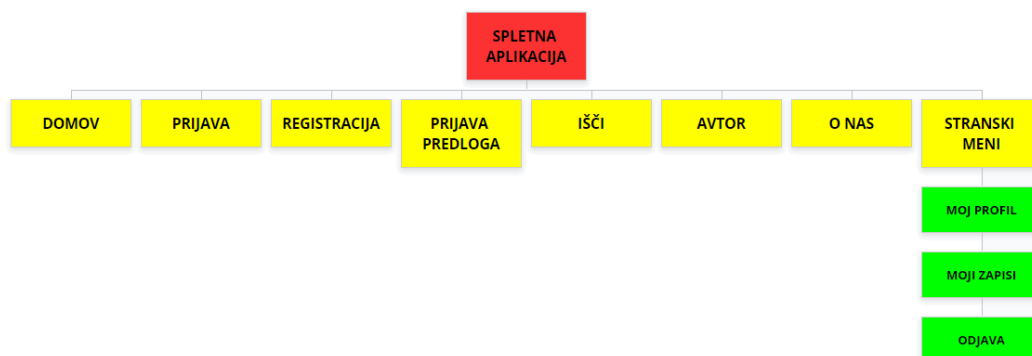 SPLETNA
APLIKACIJA
DOMOV
PRIJAVA
REGISTRACIJA
PRIJAVA
PREDLOGA
IŠČI
AVTOR
O NAS
STRANSKI
MENI
MOJ PROFIL
MOJI ZAPISI
ODJAVA